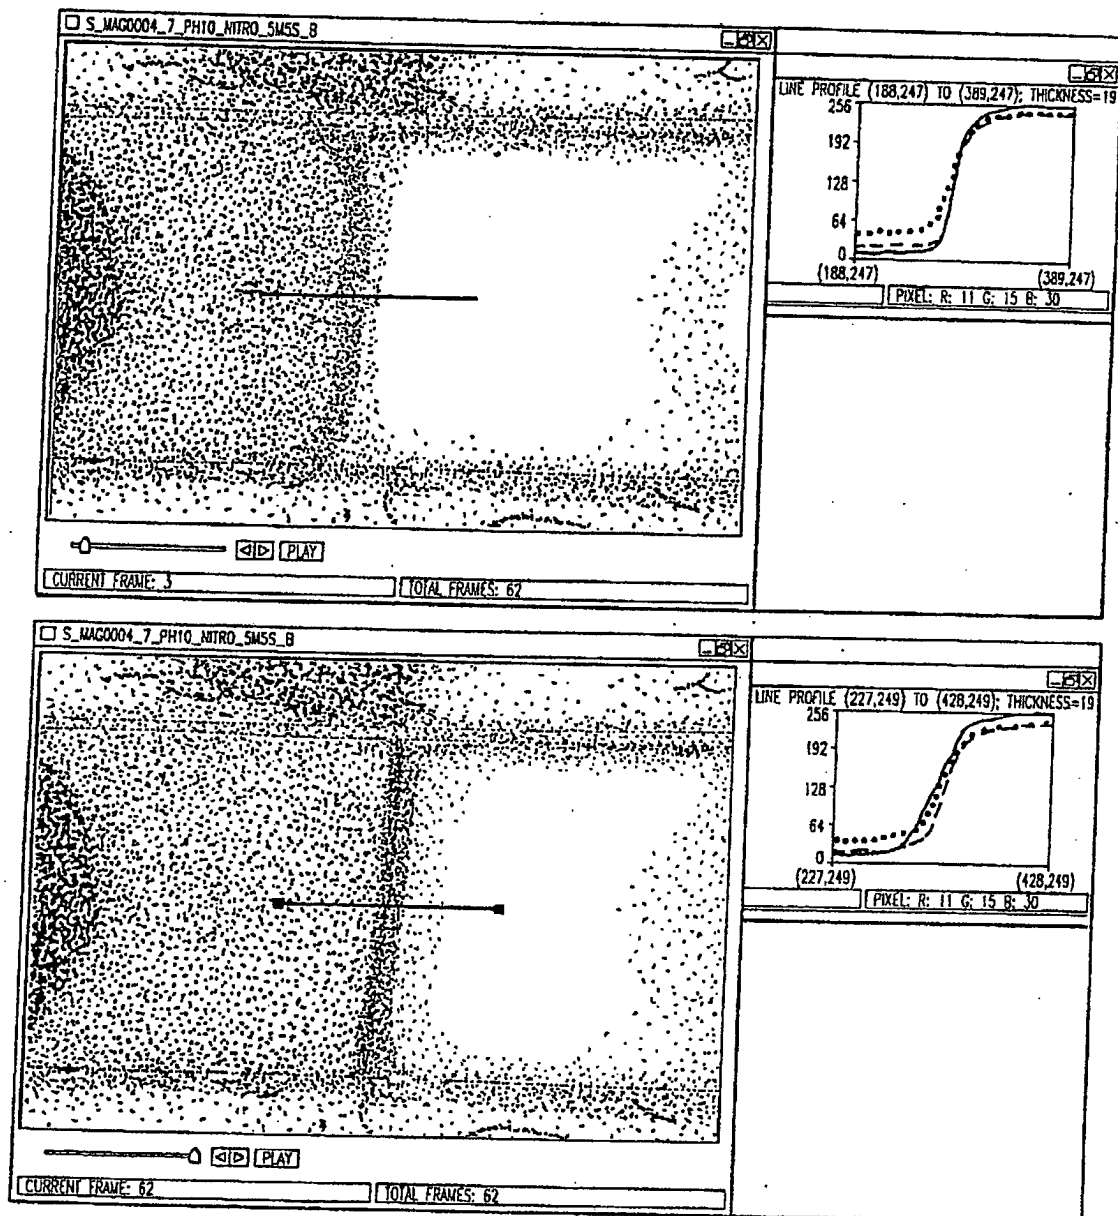 S_MAG0004_7_PH10_NITRO_5M5S_B
LINE PROFILE (188,247) TO (389,247); THICKNESS=19
256
192
128
64
0
(188,247) (389,247)
PIXEL: R: 11 G: 15 B: 30
PLAY
CURRENT FRAME: 3 TOTAL FRAMES: 62
S_MAG0004_7_PH10_NITRO_5M5S_B
LINE PROFILE (227,249) TO (428,249); THICKNESS=19
256
192
128
64
0
(227,249) (428,249)
PIXEL: R: 11 G: 15 B: 30
PLAY
CURRENT FRAME: 62 TOTAL FRAMES: 62